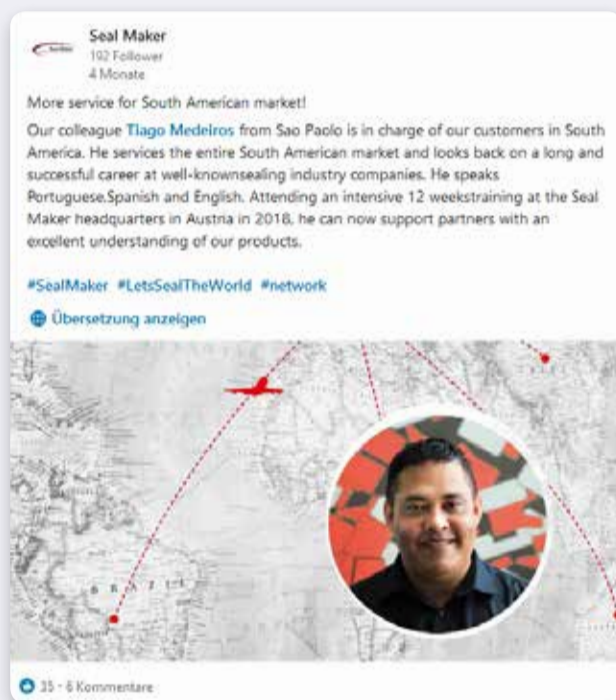 Seal Maker
192 Follower
4 Monate
More service for South American market!
Our colleague Tiago Medeiros from Sao Paolo is in charge of our customers in South
America. He services the entire South American market and looks back on a long and
successful career at well-knownsealing industry companies. He speaks
Portuguese,Spanish and English. Attending an intensive 12 weekstraining at the Seal
Maker headquarters in Austria in 2018, he can now support partners with an
excellent understanding of our products.
#SealMaker #LetsSealTheWorld #network
Übersetzung anzeigen
BRAZIL
35 · 6 Kommentare